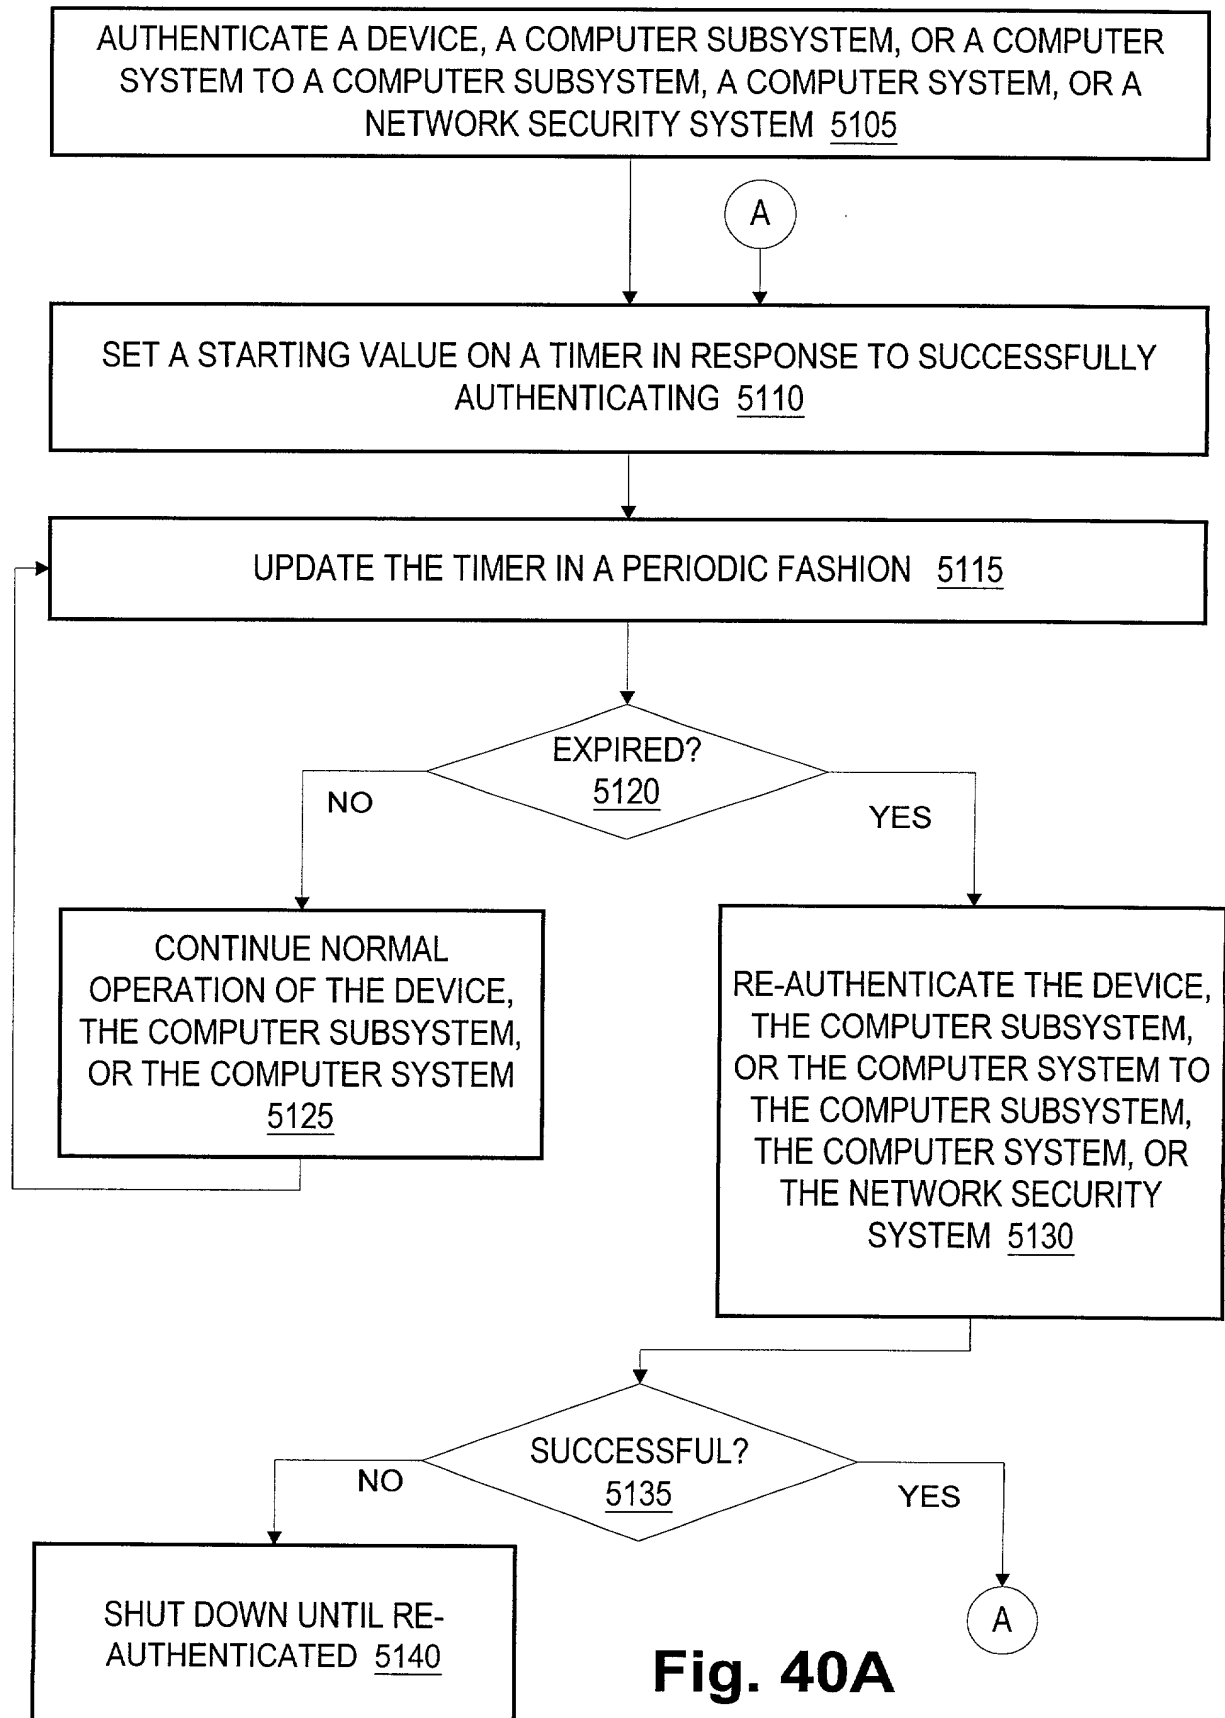 AUTHENTICATE A DEVICE, A COMPUTER SUBSYSTEM, OR A COMPUTER
SYSTEM TO A COMPUTER SUBSYSTEM, A COMPUTER SYSTEM, OR A
NETWORK SECURITY SYSTEM 5105
A
SET A STARTING VALUE ON A TIMER IN RESPONSE TO SUCCESSFULLY
AUTHENTICATING 5110
UPDATE THE TIMER IN A PERIODIC FASHION 5115
EXPIRED?
5120
NO
YES
CONTINUE NORMAL
OPERATION OF THE DEVICE,
THE COMPUTER SUBSYSTEM,
OR THE COMPUTER SYSTEM
5125
RE-AUTHENTICATE THE DEVICE,
THE COMPUTER SUBSYSTEM,
OR THE COMPUTER SYSTEM TO
THE COMPUTER SUBSYSTEM,
THE COMPUTER SYSTEM, OR
THE NETWORK SECURITY
SYSTEM 5130
SUCCESSFUL?
5135
NO
YES
SHUT DOWN UNTIL RE-
AUTHENTICATED 5140
A
Fig. 40A